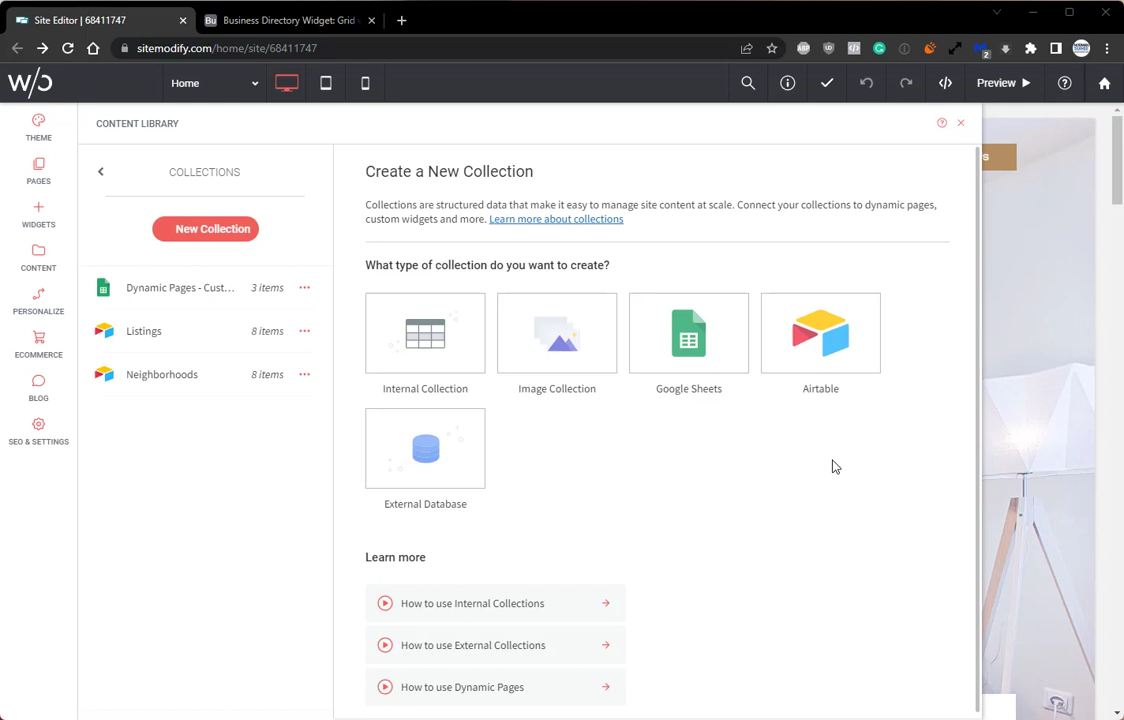 Site Editor | 68411747
Business Directory Widget: Grid
sitemodify.com/home/site/68411747
2
Home
Preview
THEME
PAGES
WIDGETS
CONTENT
PERSONALIZE
ECOMMERCE
BLOG
SEO & SETTINGS
CONTENT LIBRARY
COLLECTIONS
New Collection
Dynamic Pages - Cust... 3 items
Listings 8 items
Neighborhoods 8 items
Create a New Collection
Collections are structured data that make it easy to manage site content at scale. Connect your collections to dynamic pages,
custom widgets and more. Learn more about collections
What type of collection do you want to create?
Internal Collection
Image Collection
Google Sheets
Airtable
External Database
Learn more
How to use Internal Collections
How to use External Collections
How to use Dynamic Pages